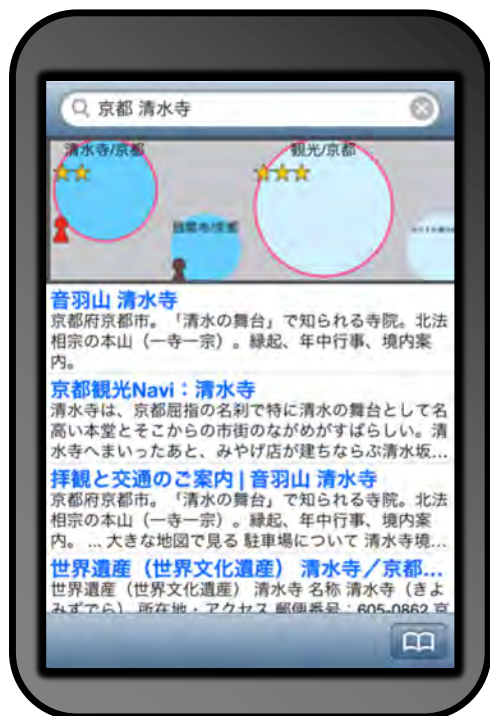 京都 清水寺
清水寺/京都
観光/京都
音羽山 清水寺
京都府京都市。「清水の舞台」で知られる寺院。北法
相宗の本山（一寺一宗）。縁起、年中行事、境内案
内。
京都観光Navi：清水寺
清水寺は、京都屈指の名刹で特に清水の舞台として名
高い本堂とそこからの市街のながめがすばらしい。清
水寺へまいったあと、みやげ店が建ちならぶ清水坂...
拝観と交通のご案内 | 音羽山 清水寺
京都府京都市。「清水の舞台」で知られる寺院。北法
相宗の本山（一寺一宗）。縁起、年中行事、境内案
内。 ... 大きな地図で見る 駐車場について 清水寺境...
世界遺産（世界文化遺産） 清水寺／京都...
世界遺産（世界文化遺産） 清水寺 名称 清水寺（きよ
みずでら） 所在地・アクセス 郵便番号：605-0862 京